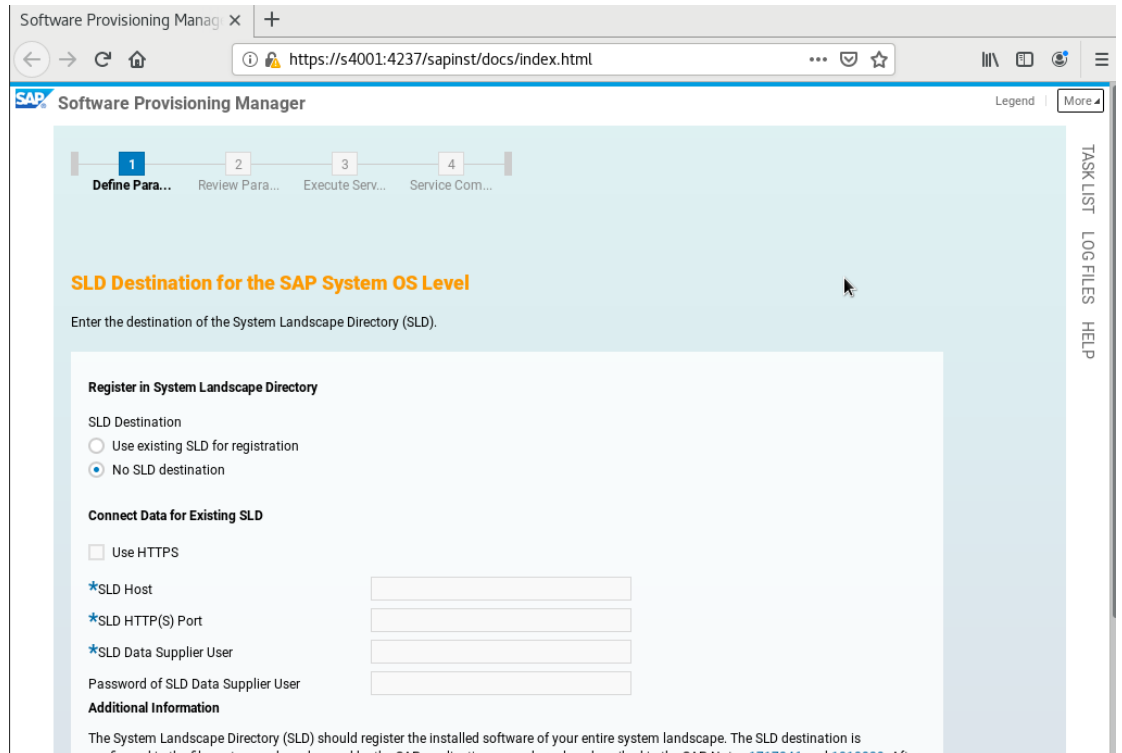 Software Provisioning Manag
https://s4001:4237/sapinst/docs/index.html
SAP Software Provisioning Manager
Legend
More
1
2
3
4
Define Para...
Review Para...
Execute Serv...
Service Com...
TASK LIST
LOG FILES
HELP
SLD Destination for the SAP System OS Level
Enter the destination of the System Landscape Directory (SLD).
Register in System Landscape Directory
SLD Destination
Use existing SLD for registration
No SLD destination
Connect Data for Existing SLD
Use HTTPS
*SLD Host
*SLD HTTP(S) Port
*SLD Data Supplier User
Password of SLD Data Supplier User
Additional Information
The System Landscape Directory (SLD) should register the installed software of your entire system landscape. The SLD destination is